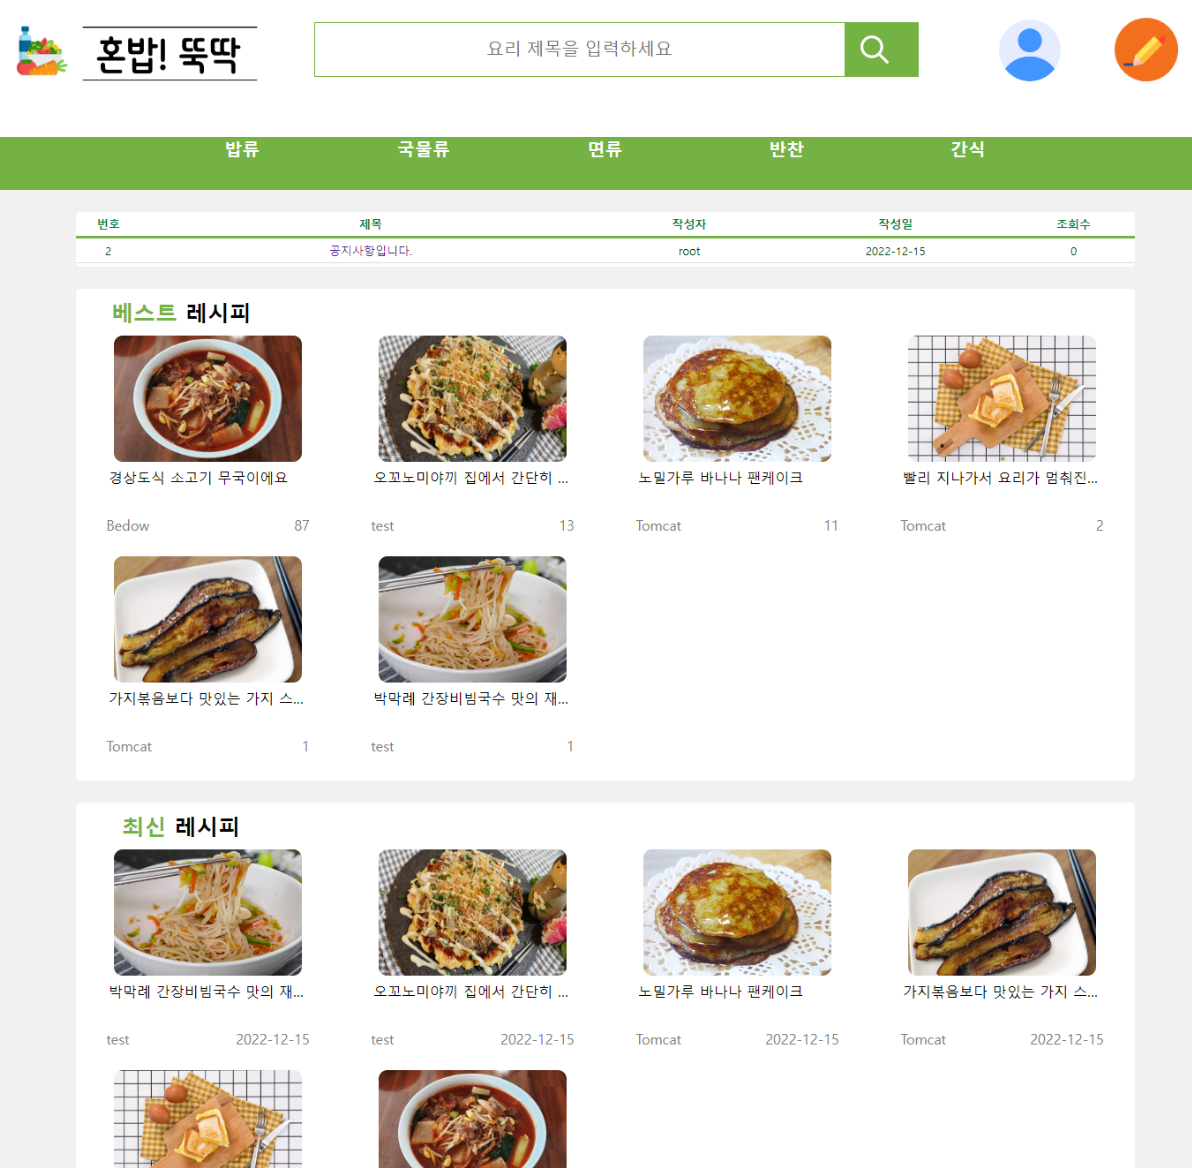 혼밥! 뚝딱
요리 제목을 입력하세요
밥류 국물류 면류 반찬 간식
번호 제목 작성자 작성일 조회수
2 공지사항입니다. root 2022-12-15 0
베스트 레시피
경상도식 소고기 무국이에요 오꼬노미야끼 집에서 간단히 ... 노밀가루 바나나 팬케이크 빨리 지나가서 요리가 멈춰진...
Bedow 87 test 13 Tomcat 11 Tomcat 2
가지볶음보다 맛있는 가지 스... 박막례 간장비빔국수 맛의 재...
Tomcat 1 test 1
최신 레시피
박막례 간장비빔국수 맛의 재... 오꼬노미야끼 집에서 간단히 ... 노밀가루 바나나 팬케이크 가지볶음보다 맛있는 가지 스...
test 2022-12-15 test 2022-12-15 Tomcat 2022-12-15 Tomcat 2022-12-15